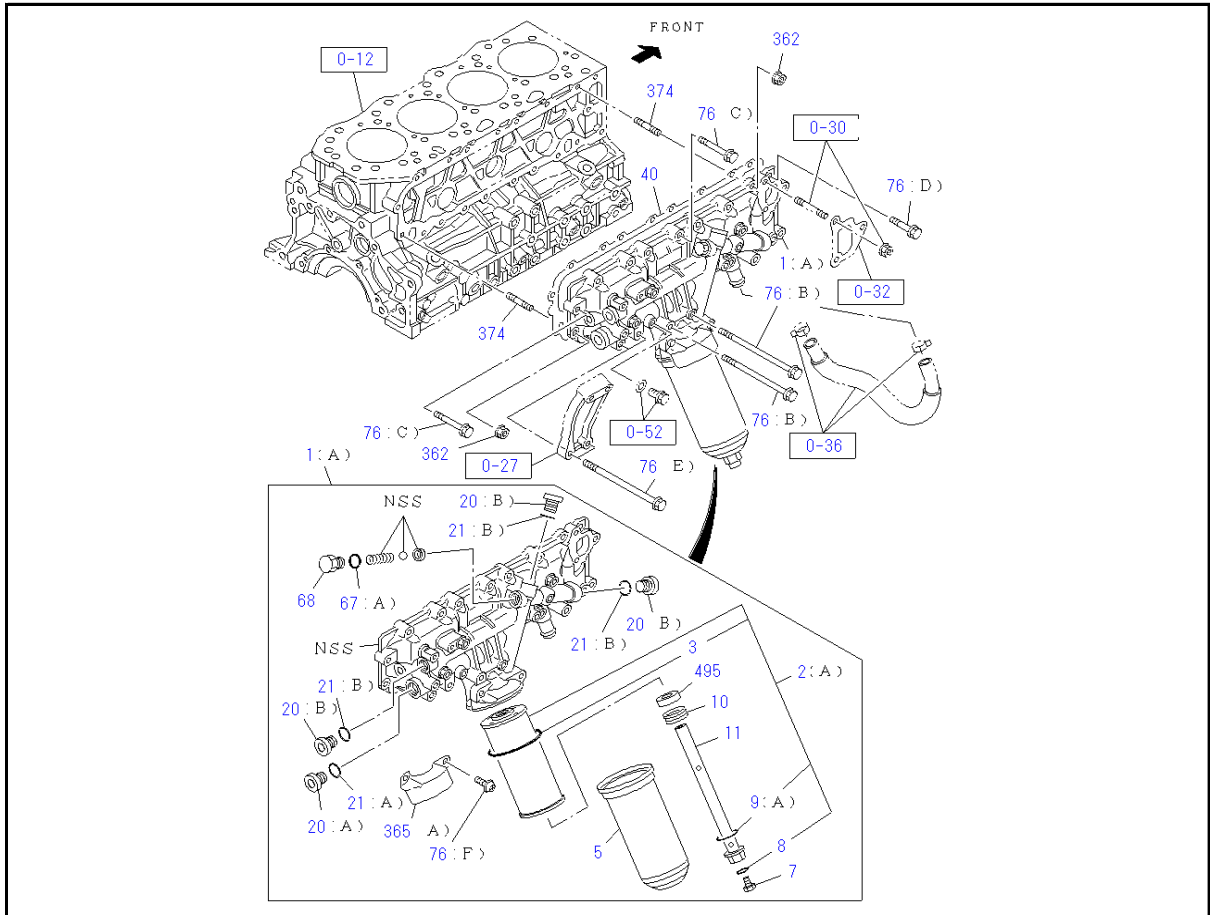 FRONT
0-12
362
374
76 C)
0-30
40
76:D)
1(A)
0-32
76:B)
374
76:B)
0-36
76:C)
362
0-52
0-27
76 E)
1(A)
NSS
20:B)
21:B)
68
67:A)
21:B)
20 B)
NSS
3
495
2(A)
21:B)
10
20:B)
11
21:A)
9(A)
20:A)
365 A)
76:F)
5
8
7